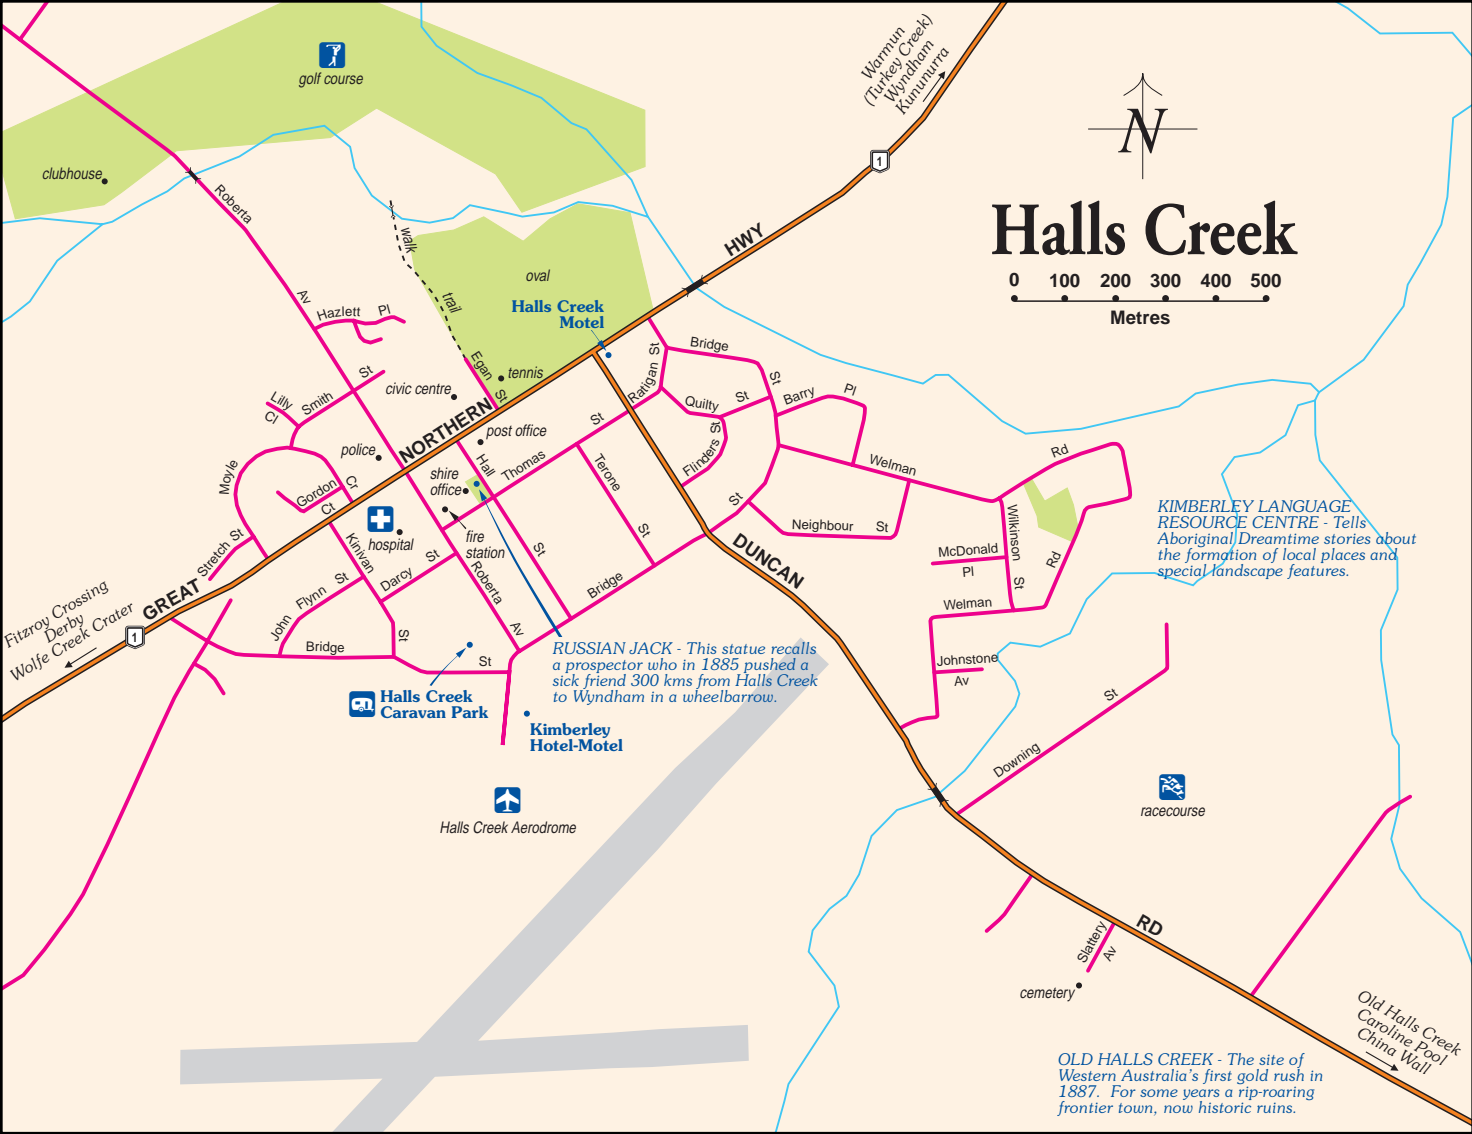 golf course
clubhouse
Roberta
Av
walk
trail
oval
Halls Creek
Motel
Warmun
(Turkey Creek)
Wyndham
Kununurra
1
HWY
N
Halls Creek
0 100 200 300 400 500
Metres
Hazlett Pl
Egan
St
tennis
civic centre
Lilly
Cl
Smith
St
NORTHERN
post office
police
Moyle
Gordon
Ct
Cr
Stretch St
hospital
shire
office
Hall
St
fire
station
Thomas
St
Terone
St
Ratigan St
Bridge
St
Quilty
St
Flinders St
Barry
Pl
Welman
St
Neighbour St
Rd
Wilkinson
St
McDonald
Pl
Rd
Welman
Johnstone
Av
KIMBERLEY LANGUAGE
RESOURCE CENTRE - Tells
Aboriginal Dreamtime stories about
the formation of local places and
special landscape features.
Kinivan
St
Darcy
St
Roberta
Av
John
Flynn
St
Bridge
St
Bridge
DUNCAN
GREAT
Fitzroy Crossing
Derby
Wolfe Creek Crater
1
RUSSIAN JACK - This statue recalls
a prospector who in 1885 pushed a
sick friend 300 kms from Halls Creek
to Wyndham in a wheelbarrow.
Halls Creek
Caravan Park
Kimberley
Hotel-Motel
Halls Creek Aerodrome
Downing
St
racecourse
RD
Slattery
Av
cemetery
Old Halls Creek
Caroline Pool
China Wall
OLD HALLS CREEK - The site of
Western Australia's first gold rush in
1887. For some years a rip-roaring
frontier town, now historic ruins.